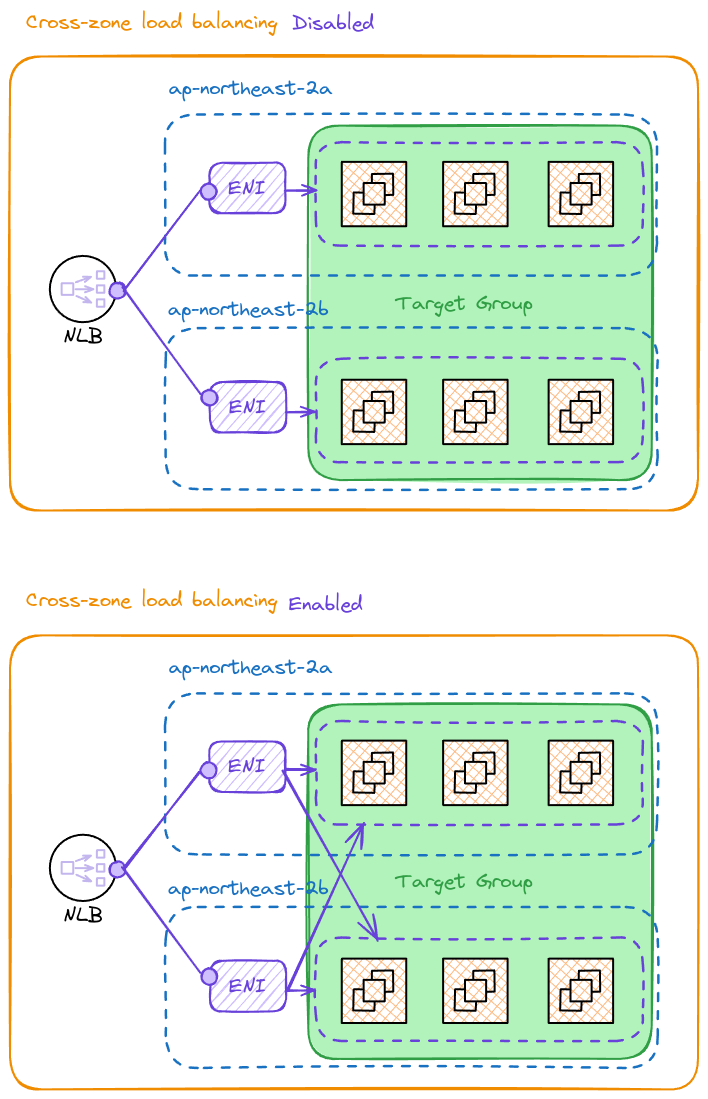 Cross-zone load balancing Disabled
ap-northeast-2a
ENI
NLB
ap-northeast-2b
Target Group
ENI
Cross-zone load balancing Enabled
ap-northeast-2a
ENI
NLB
ap-northeast-2b
Target Group
ENI